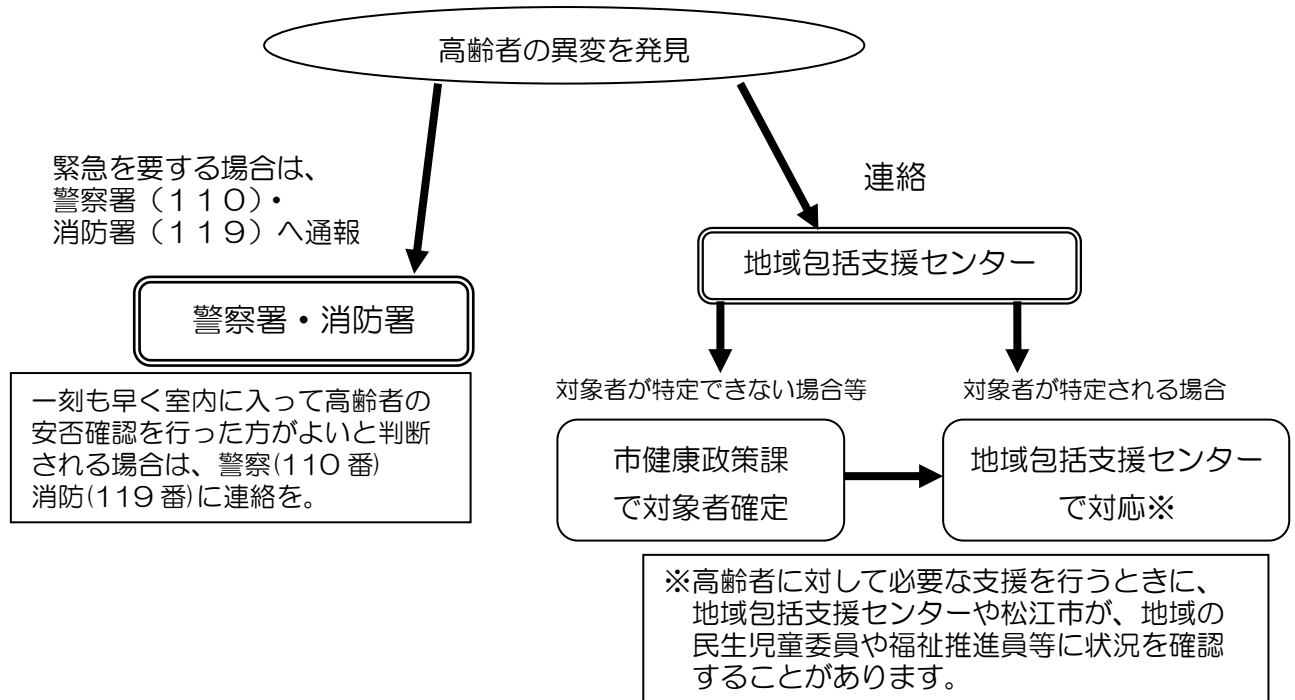 高齢者の異変を発見
緊急を要する場合は、
警察署（１１０）・
消防署（１１９）へ通報
連絡
地域包括支援センター
警察署・消防署
対象者が特定できない場合等
対象者が特定される場合
一刻も早く室内に入って高齢者の
安否確認を行った方がよいと判断
される場合は、警察(110番)
消防(119番)に連絡を。
市健康政策課
で対象者確定
地域包括支援センター
で対応※
※高齢者に対して必要な支援を行うときに、
地域包括支援センターや松江市が、地域の
民生児童委員や福祉推進員等に状況を確認
することがあります。